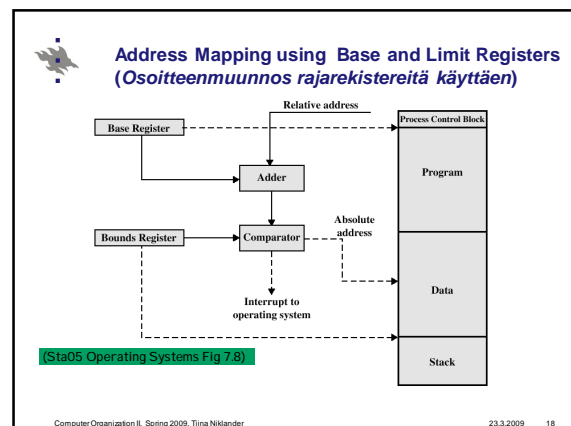 Address Mapping using Base and Limit Registers
(Osoitteenmuunnos rajarekistereitä käyttäen)
Relative address
Process Control Block
Base Register
Adder
Program
Bounds Register
Comparator
Absolute
address
Interrupt to
operating system
Data
Stack
(Sta05 Operating Systems Fig 7.8)
Computer Organization II, Spring 2009, Tiina Niklander
23.3.2009
18